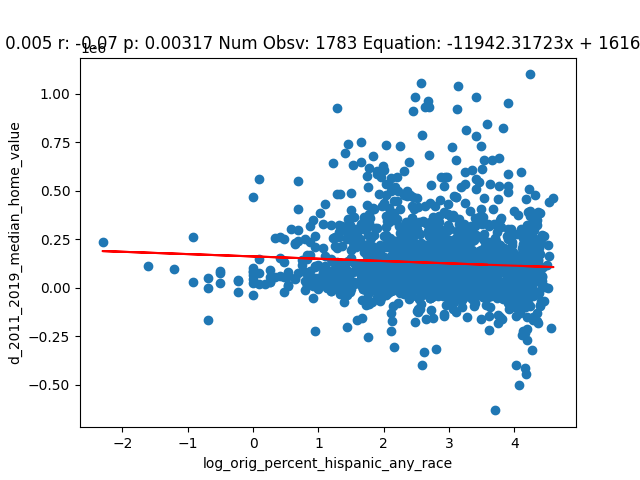 0.005 r: -0.07 p: 0.00317 Num Obsv: 1783 Equation: -11942.31723x + 1616
1e6
1.00
0.75
0.50
0.25
0.00
−0.25
−0.50
d_2011_2019_median_home_value
−2 −1 0 1 2 3 4
log_orig_percent_hispanic_any_race